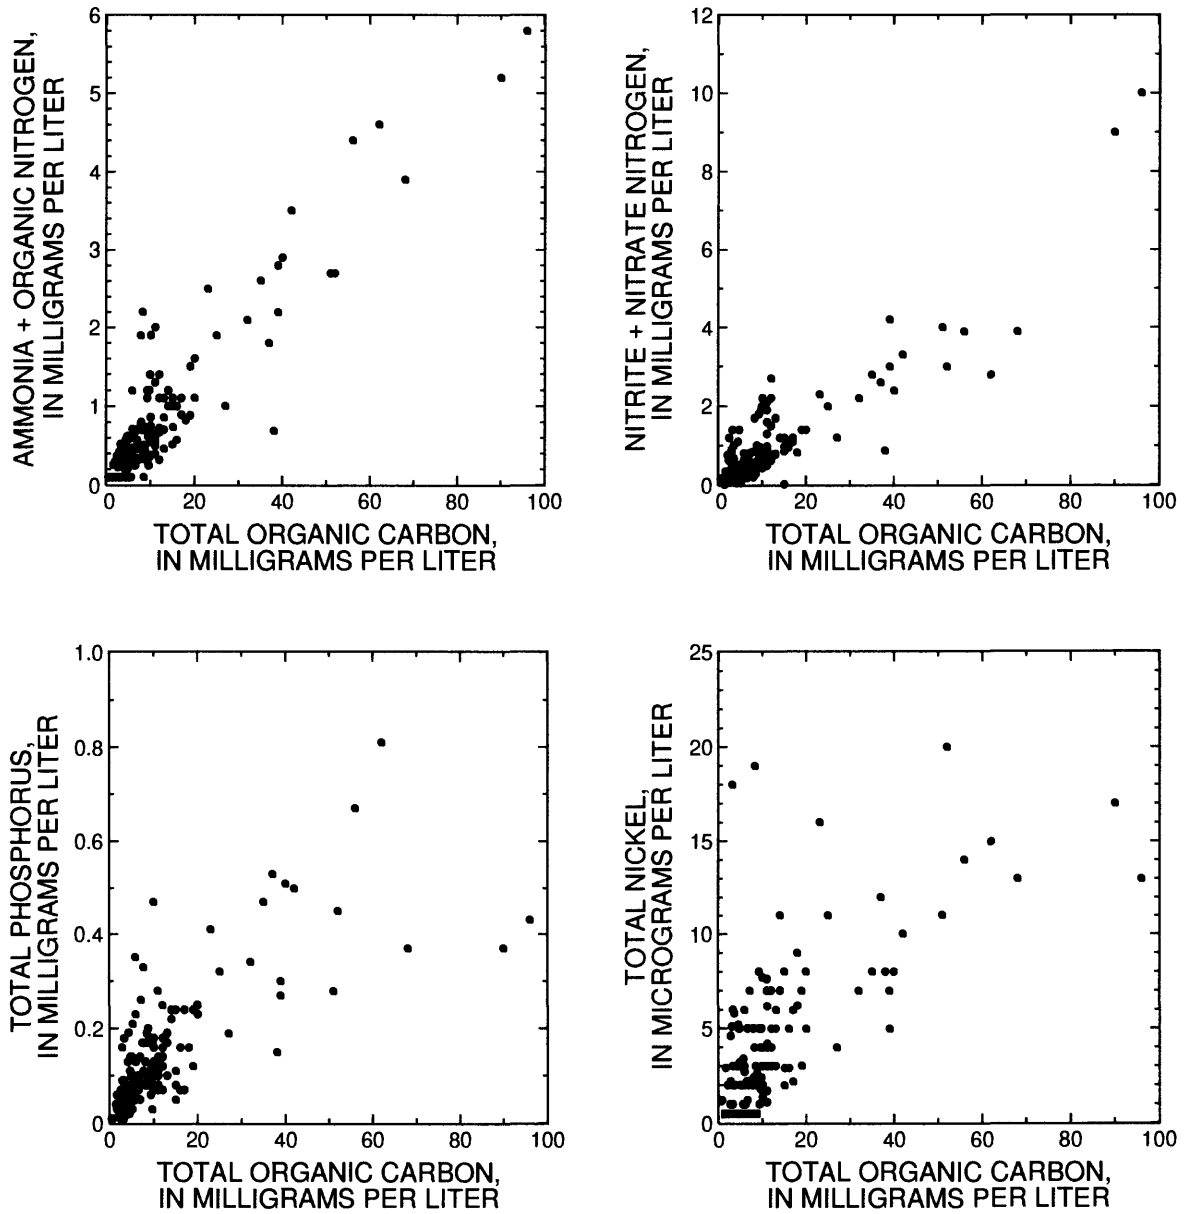 AMMONIA + ORGANIC NITROGEN,
IN MILLIGRAMS PER LITER
6
5
4
3
2
1
0
0 20 40 60 80 100
TOTAL ORGANIC CARBON,
IN MILLIGRAMS PER LITER
NITRITE + NITRATE NITROGEN,
IN MILLIGRAMS PER LITER
12
10
8
6
4
2
0
0 20 40 60 80 100
TOTAL ORGANIC CARBON,
IN MILLIGRAMS PER LITER
TOTAL PHOSPHORUS,
IN MILLIGRAMS PER LITER
1.0
0.8
0.6
0.4
0.2
0
0 20 40 60 80 100
TOTAL ORGANIC CARBON,
IN MILLIGRAMS PER LITER
TOTAL NICKEL,
IN MICROGRAMS PER LITER
25
20
15
10
5
0
0 20 40 60 80 100
TOTAL ORGANIC CARBON,
IN MILLIGRAMS PER LITER